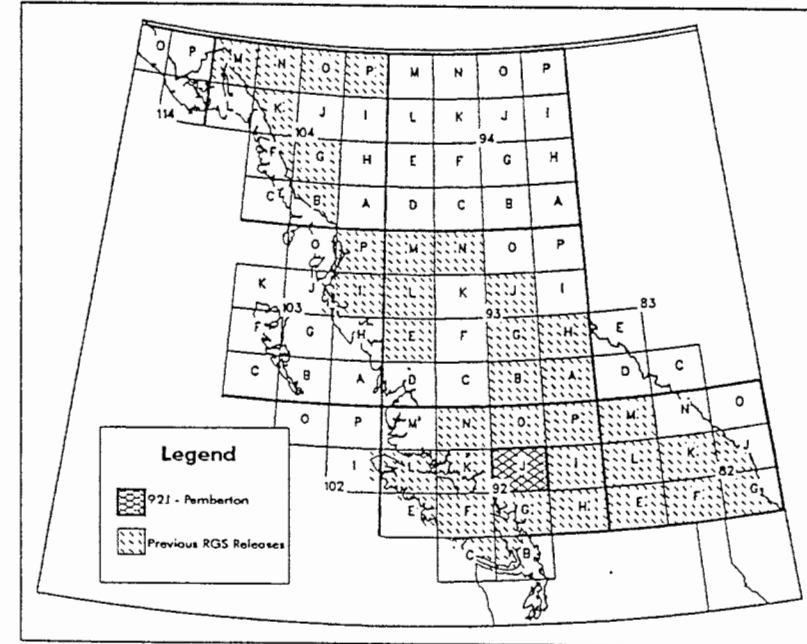 O P M N O P M N O P
114 L K J I L K J I
104 94
F G H E F G H
C B A D C B A
O P M N O P
K J I L K J I
103 93 83
F G H E F G H E
C B A D C B A D C
O P M N O P M N O
Legend
I L K J I L K J
102 92 82
92J - Pemberton
E F G H E F G
Previous RGS Releases
C B